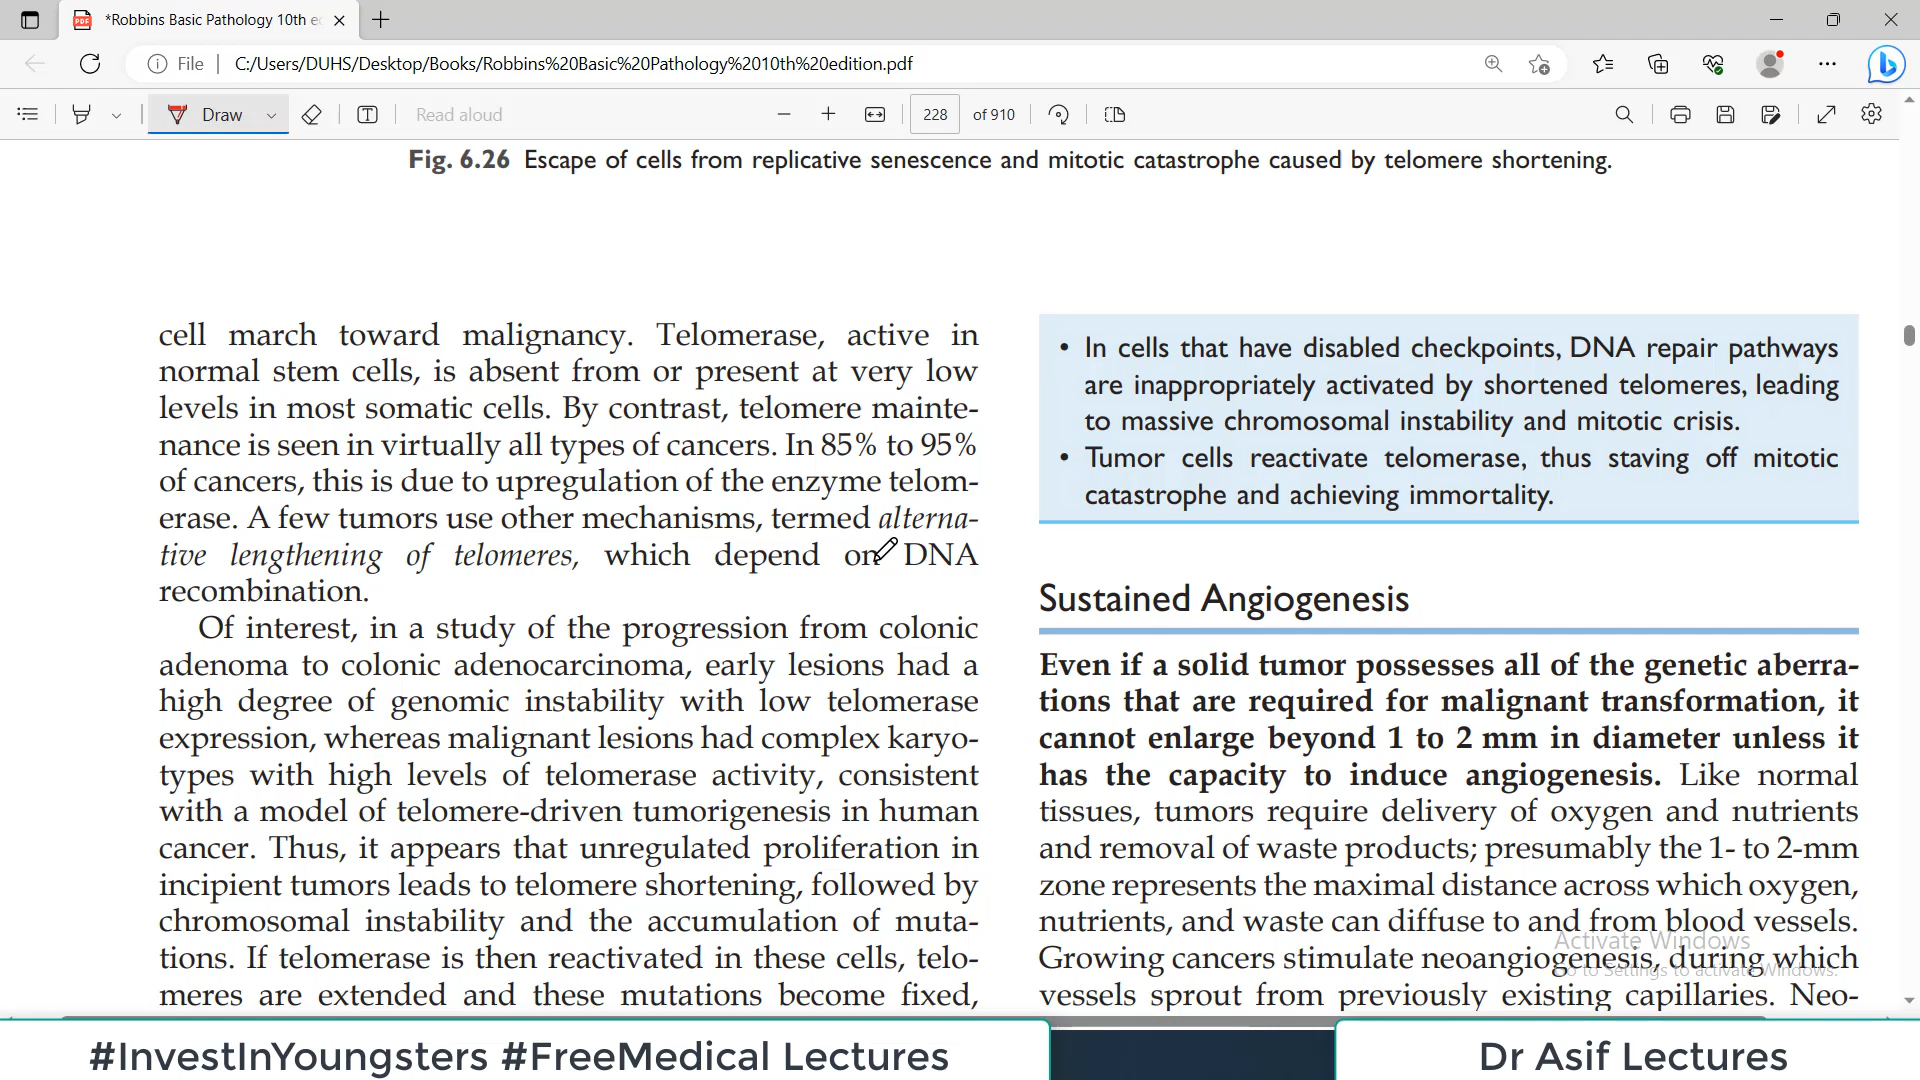 *Robbins Basic Pathology 10th e
File
C:/Users/DUHS/Desktop/Books/Robbins%20Basic%20Pathology%2010th%20edition.pdf
Draw
Read aloud
228
of 910
Fig. 6.26 Escape of cells from replicative senescence and mitotic catastrophe caused by telomere shortening.
cell march toward malignancy. Telomerase, active in
normal stem cells, is absent from or present at very low
levels in most somatic cells. By contrast, telomere mainte-
nance is seen in virtually all types of cancers. In 85% to 95%
of cancers, this is due to upregulation of the enzyme telom-
erase. A few tumors use other mechanisms, termed alterna-
tive lengthening of telomeres, which depend on DNA
recombination.
Of interest, in a study of the progression from colonic
adenoma to colonic adenocarcinoma, early lesions had a
high degree of genomic instability with low telomerase
expression, whereas malignant lesions had complex karyo-
types with high levels of telomerase activity, consistent
with a model of telomere-driven tumorigenesis in human
cancer. Thus, it appears that unregulated proliferation in
incipient tumors leads to telomere shortening, followed by
chromosomal instability and the accumulation of muta-
tions. If telomerase is then reactivated in these cells, telo-
meres are extended and these mutations become fixed,
• In cells that have disabled checkpoints, DNA repair pathways
are inappropriately activated by shortened telomeres, leading
to massive chromosomal instability and mitotic crisis.
• Tumor cells reactivate telomerase, thus staving off mitotic
catastrophe and achieving immortality.
Sustained Angiogenesis
Even if a solid tumor possesses all of the genetic aberra-
tions that are required for malignant transformation, it
cannot enlarge beyond 1 to 2 mm in diameter unless it
has the capacity to induce angiogenesis. Like normal
tissues, tumors require delivery of oxygen and nutrients
and removal of waste products; presumably the 1- to 2-mm
zone represents the maximal distance across which oxygen,
nutrients, and waste can diffuse to and from blood vessels.
Growing cancers stimulate neoangiogenesis, during which
vessels sprout from previously existing capillaries. Neo-
Activate Windows
Go to Settings to activate Windows.
#InvestInYoungsters #FreeMedical Lectures
Dr Asif Lectures